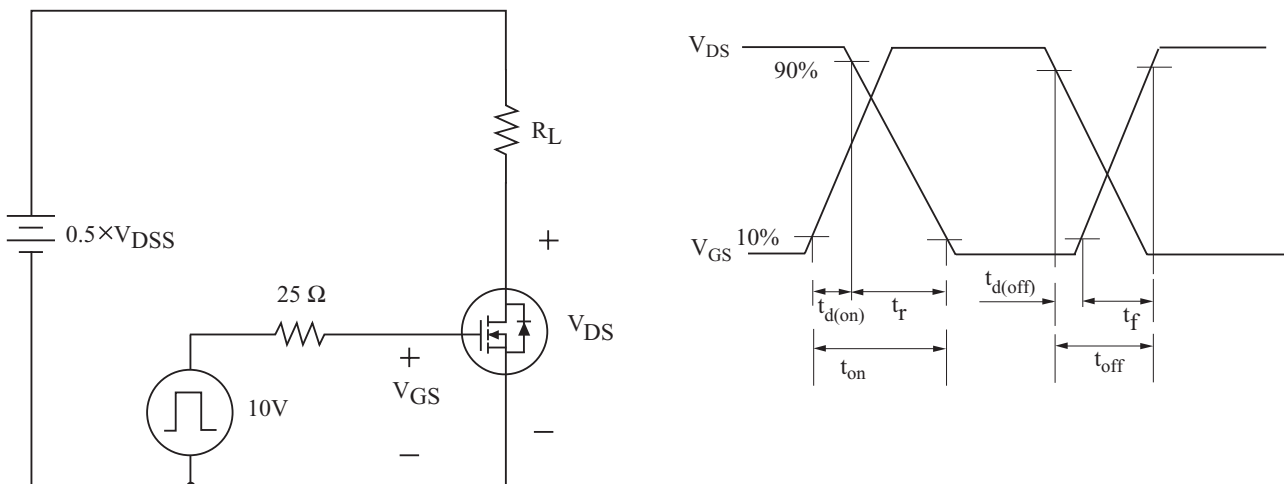 R_L
0.5×V_DSS
25 Ω
+
V_DS
+
V_GS
10V
−
−
V_DS
90%
10%
V_GS
t_d(on)
t_r
t_d(off)
t_f
t_on
t_off